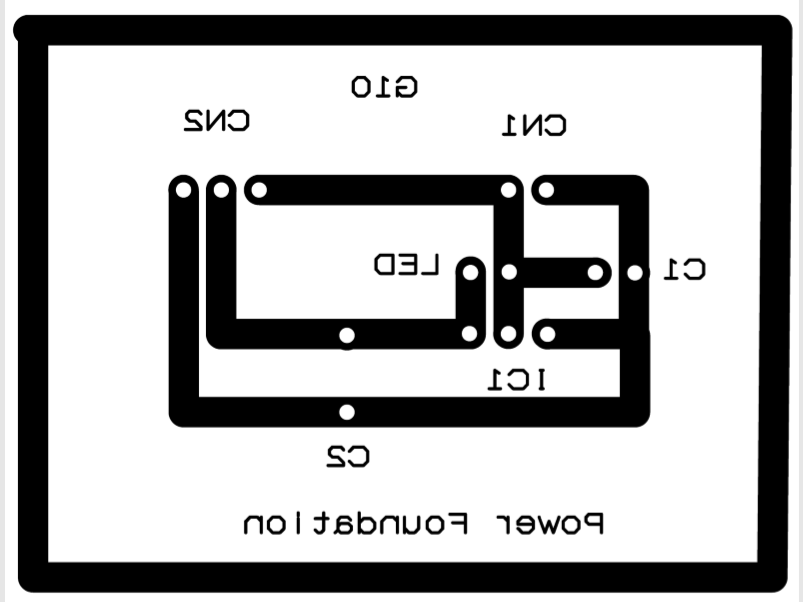 G10
CN1
CN2
C1
LED
IC1
C2
Power Foundation